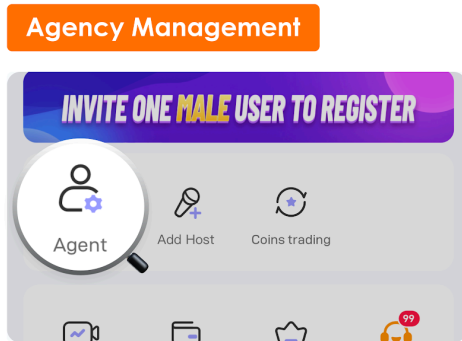 Agency Management
INVITE ONE MALE USER TO REGISTER
Agent
Add Host
Coins trading
99